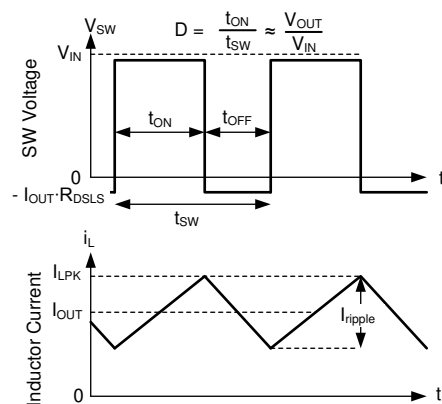 V_SW
D = t_ON / t_SW ≈ V_OUT / V_IN
V_IN
SW Voltage
t_ON
t_OFF
0
t
- I_OUT·R_DSLS
t_SW
i_L
I_LPK
Inductor Current
I_OUT
I_ripple
0
t